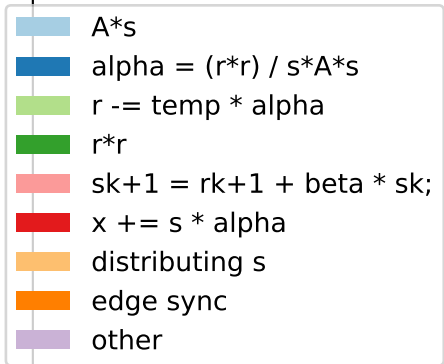 A*s
alpha = (r*r) / s*A*s
r -= temp * alpha
r*r
sk+1 = rk+1 + beta * sk;
x += s * alpha
distributing s
edge sync
other